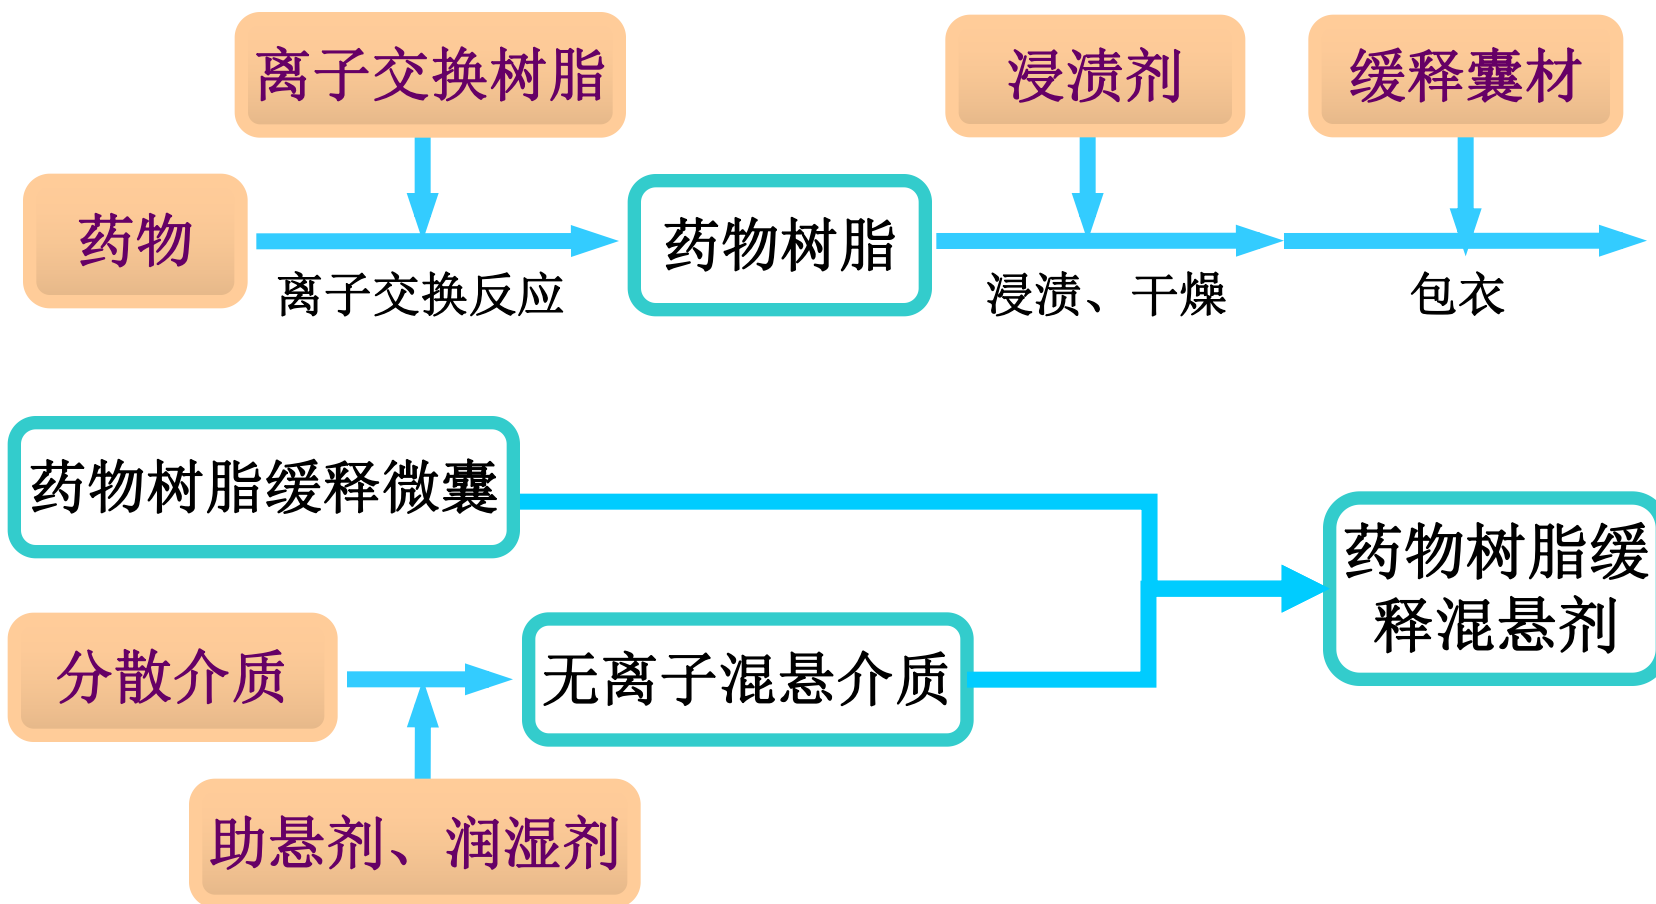 离子交换树脂
浸渍剂
缓释囊材
药物
药物树脂
离子交换反应
浸渍、干燥
包衣
药物树脂缓释微囊
药物树脂缓
释混悬剂
分散介质
无离子混悬介质
助悬剂、润湿剂